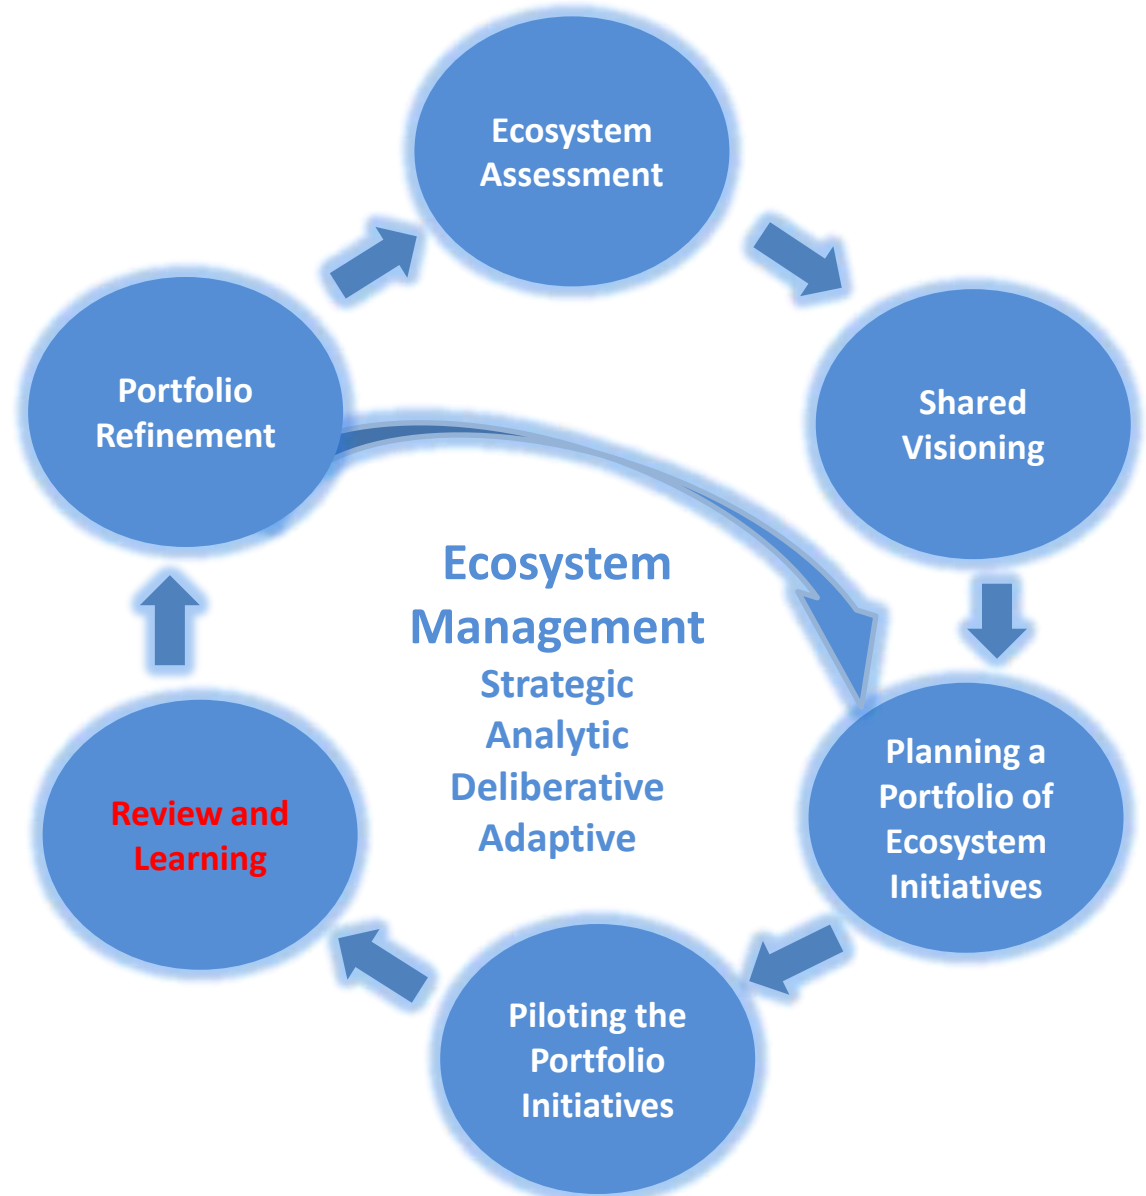 Ecosystem
Assessment
Shared
Visioning
Planning a
Portfolio of
Ecosystem
Initiatives
Piloting the
Portfolio
Initiatives
Review and
Learning
Portfolio
Refinement
Ecosystem
Management
Strategic
Analytic
Deliberative
Adaptive